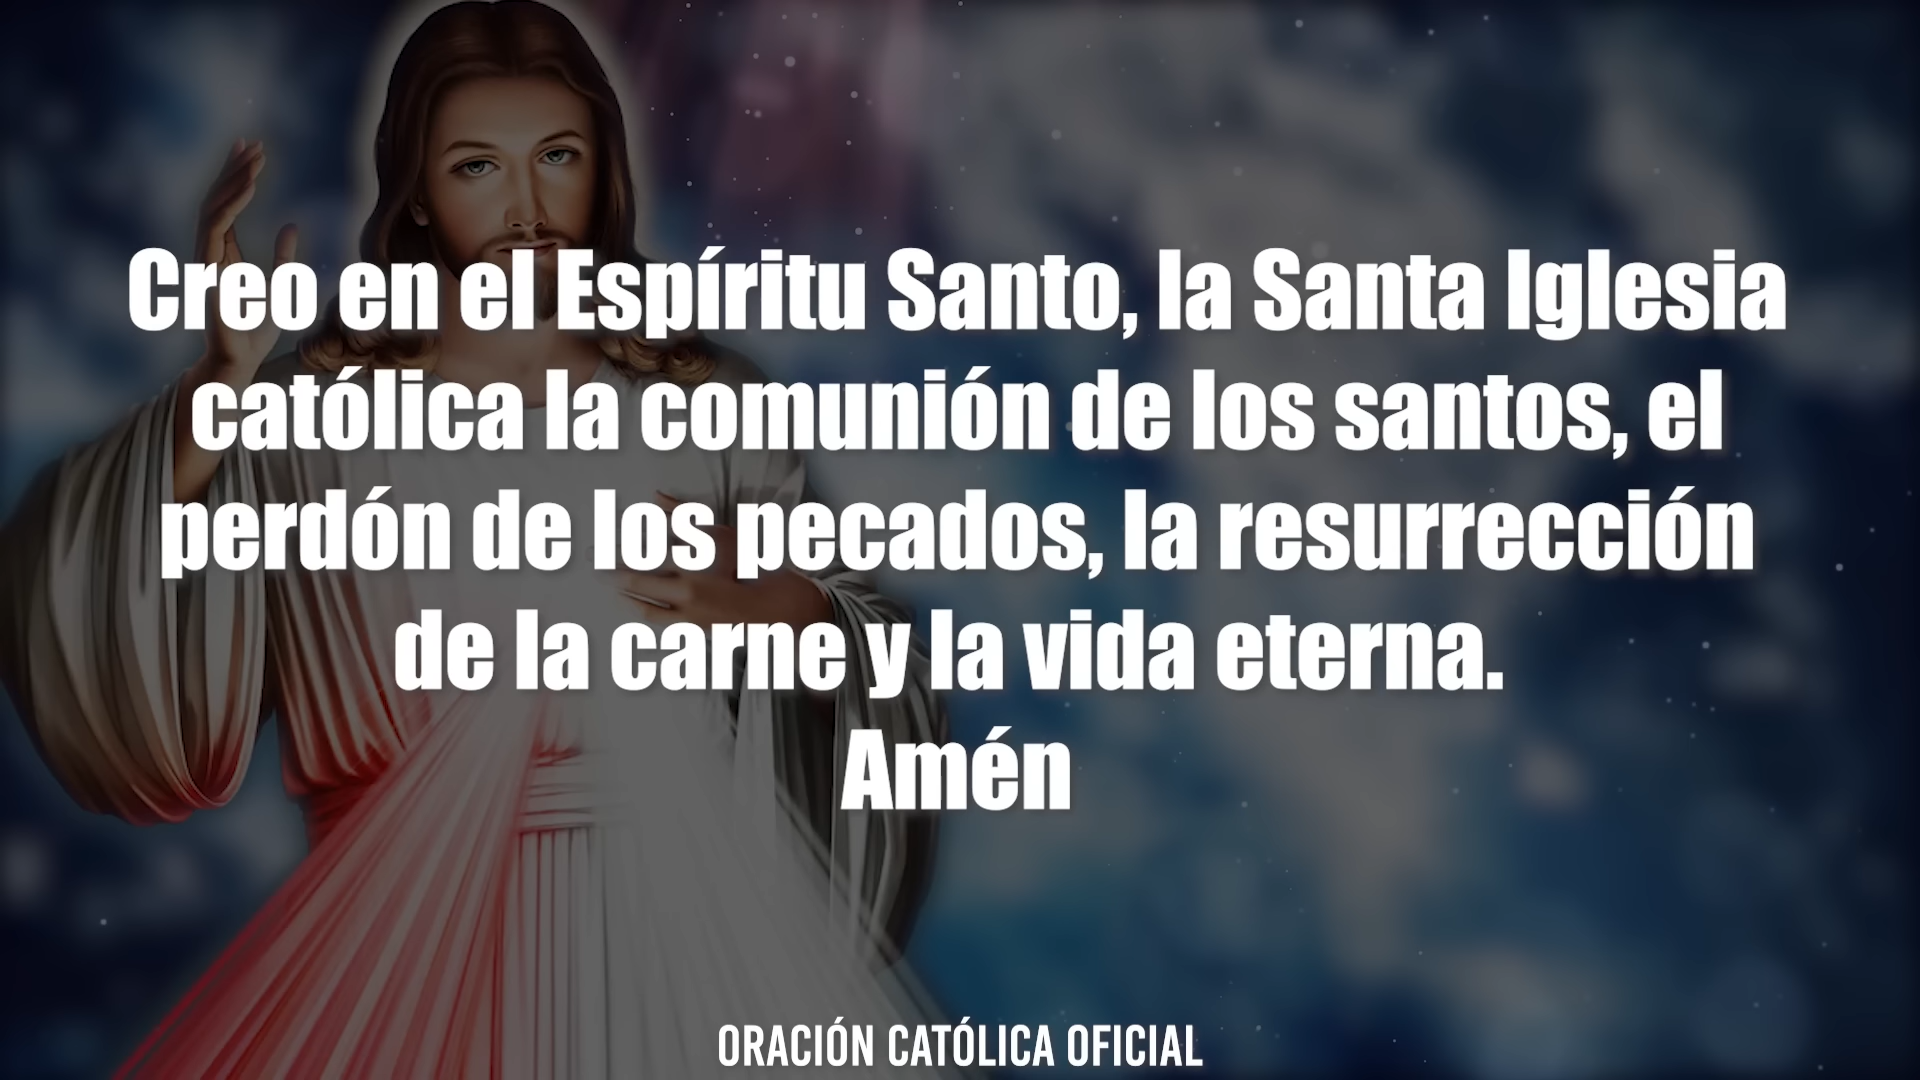 Creo en el Espíritu Santo, la Santa Iglesia
católica la comunión de los santos, el
perdón de los pecados, la resurrección
de la carne y la vida eterna.
Amén
ORACIÓN CATÓLICA OFICIAL